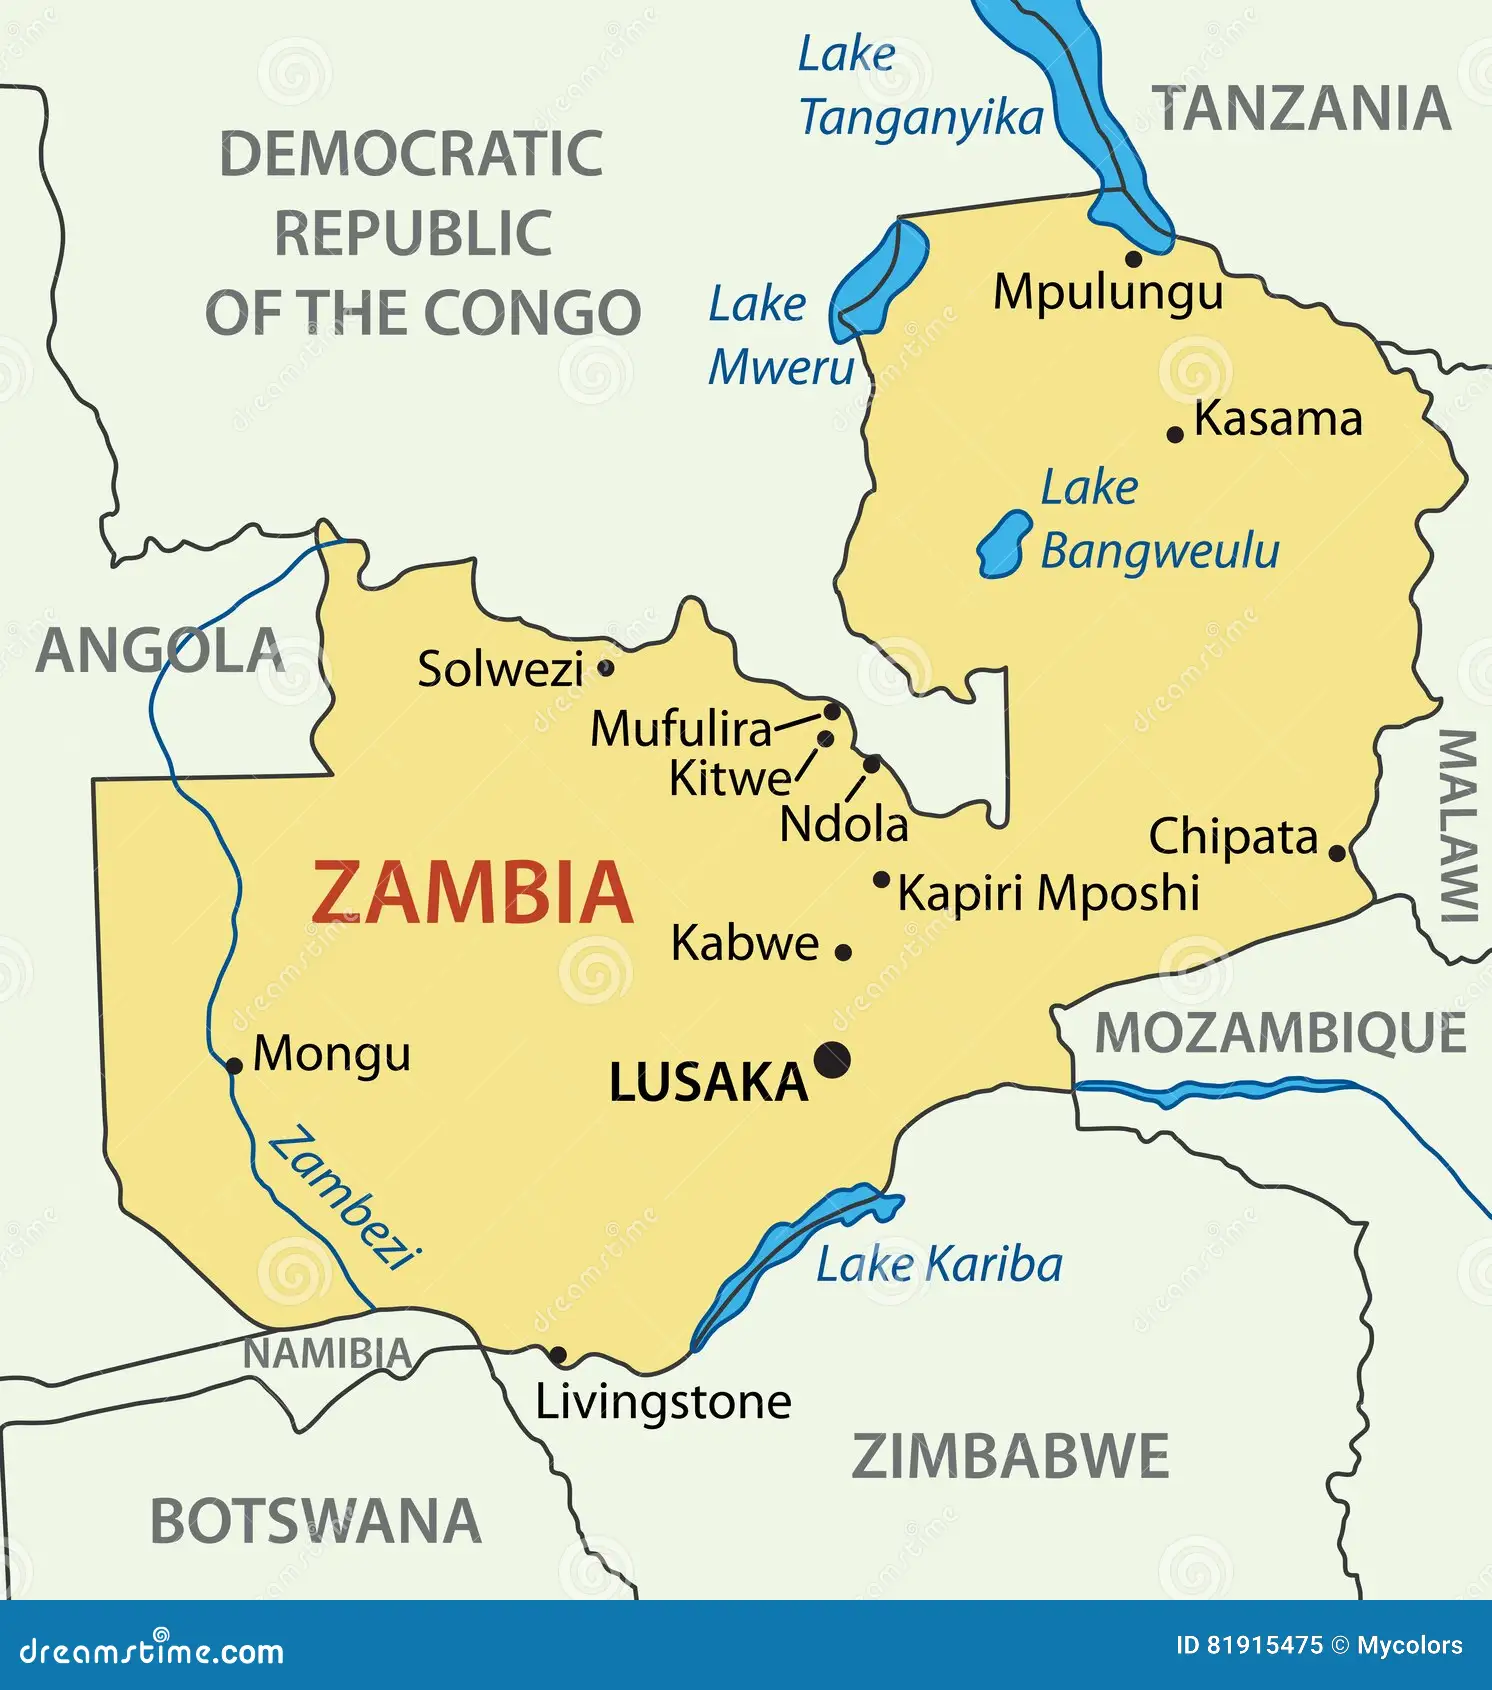 Lake
Tanganyika
TANZANIA
DEMOCRATIC
REPUBLIC
OF THE CONGO
Lake
Mweru
Mpulungu
Kasama
Lake
Bangweulu
ANGOLA
Solwezi
Mufulira
Kitwe
Ndola
MALAWI
Chipata
ZAMBIA
Kapiri Mposhi
Kabwe
MOZAMBIQUE
Mongu
LUSAKA
Zambezi
Lake Kariba
NAMIBIA
Livingstone
ZIMBABWE
BOTSWANA
dreamstime.com
ID 81915475 © Mycolors